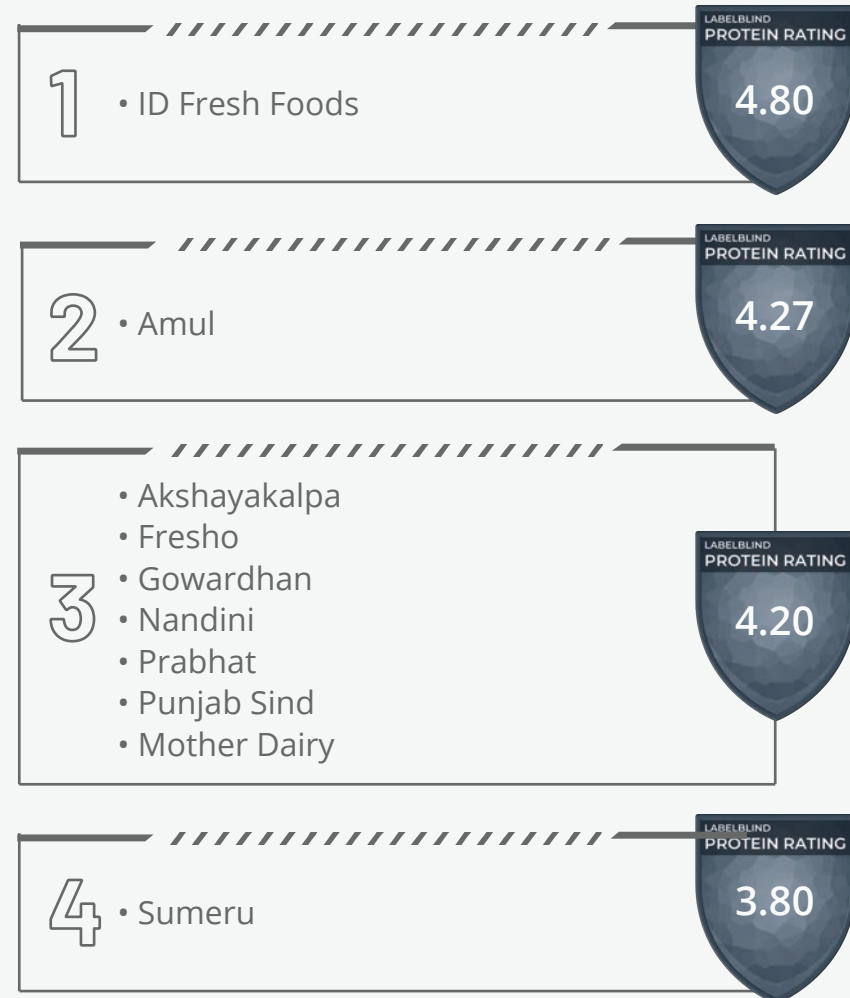 LABELBLIND
PROTEIN RATING
1
• ID Fresh Foods
4.80
LABELBLIND
PROTEIN RATING
2
• Amul
4.27
• Akshayakalpa
• Fresho
• Gowardhan
• Nandini
• Prabhat
• Punjab Sind
• Mother Dairy
3
LABELBLIND
PROTEIN RATING
4.20
LABELBLIND
PROTEIN RATING
4
• Sumeru
3.80